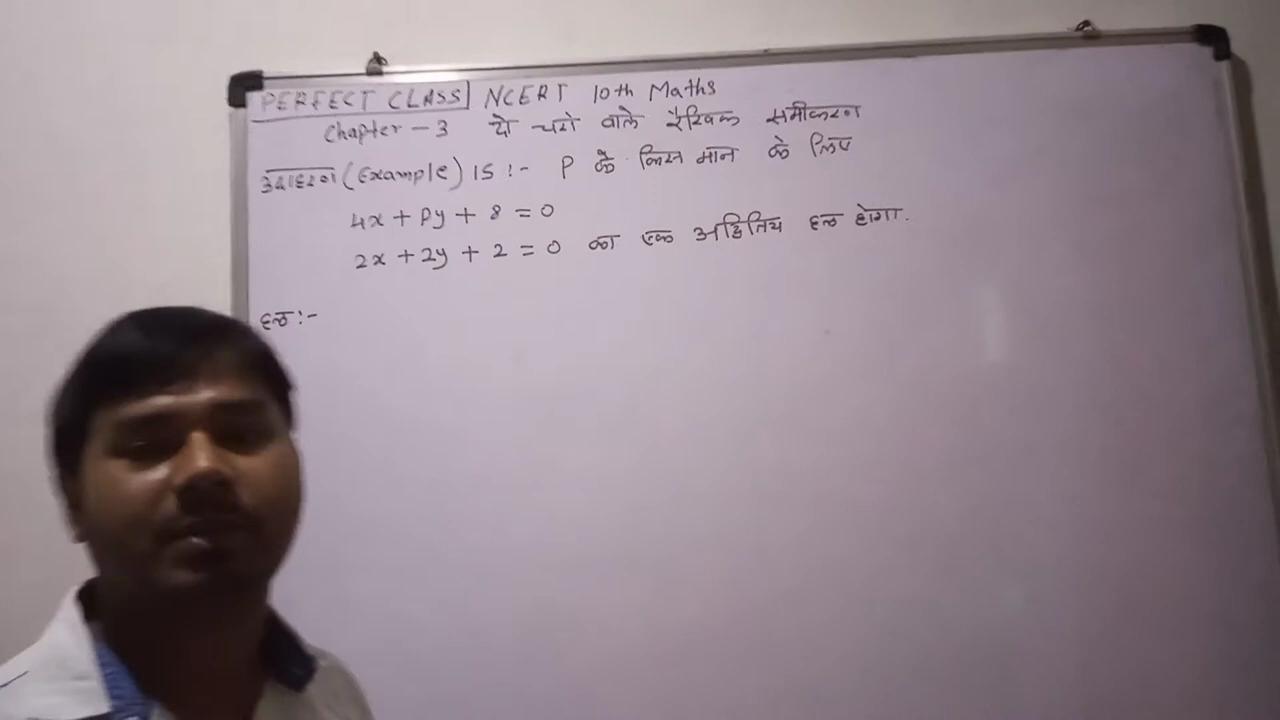 PERFECT CLASS NCERT 10th Maths
Chapter - 3 दो चरो वाले रैखिक समीकरण
उदाहरण (Example) 15 :- P के किस मान के लिए
4x + Py + 8 = 0
2x + 2y + 2 = 0 का एक अद्वितिय हल होगा.
हल :-